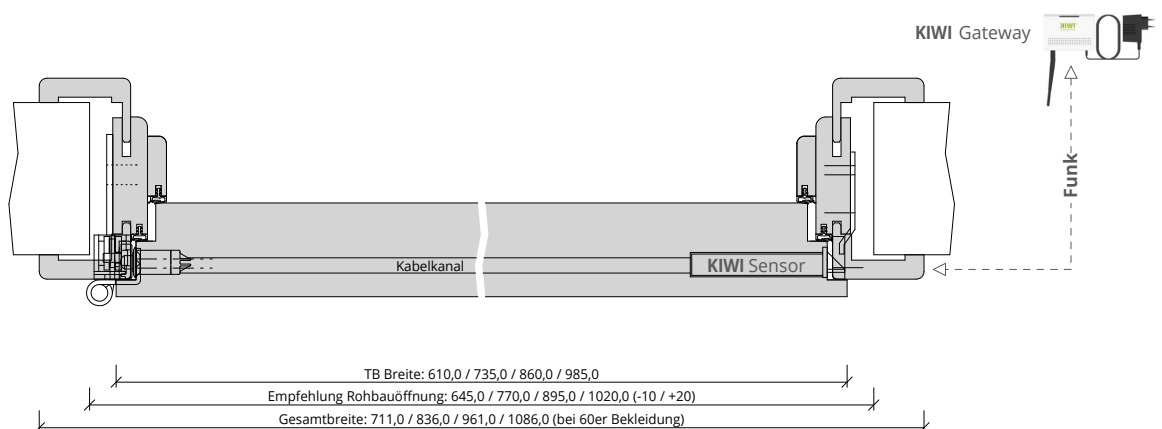 KIWI Gateway
KIWI
Funk
Kabelkanal
KIWI Sensor
TB Breite: 610,0 / 735,0 / 860,0 / 985,0
Empfehlung Rohbauöffnung: 645,0 / 770,0 / 895,0 / 1020,0 (-10 / +20)
Gesamtbreite: 711,0 / 836,0 / 961,0 / 1086,0 (bei 60er Bekleidung)